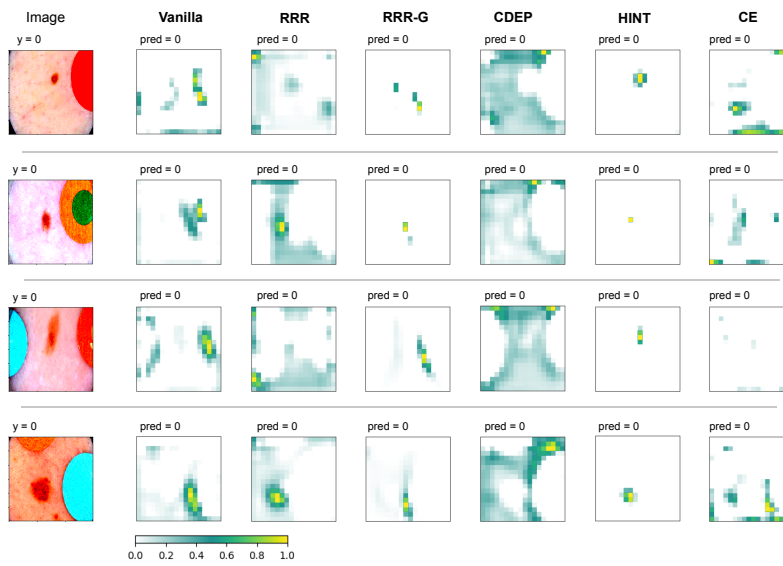 Image Vanilla RRR RRR-G CDEP HINT CE
y = 0 pred = 0 pred = 0 pred = 0 pred = 0 pred = 0 pred = 0
y = 0 pred = 0 pred = 0 pred = 0 pred = 0 pred = 0 pred = 0
y = 0 pred = 0 pred = 0 pred = 0 pred = 0 pred = 0 pred = 0
y = 0 pred = 0 pred = 0 pred = 0 pred = 0 pred = 0 pred = 0
0.0 0.2 0.4 0.6 0.8 1.0